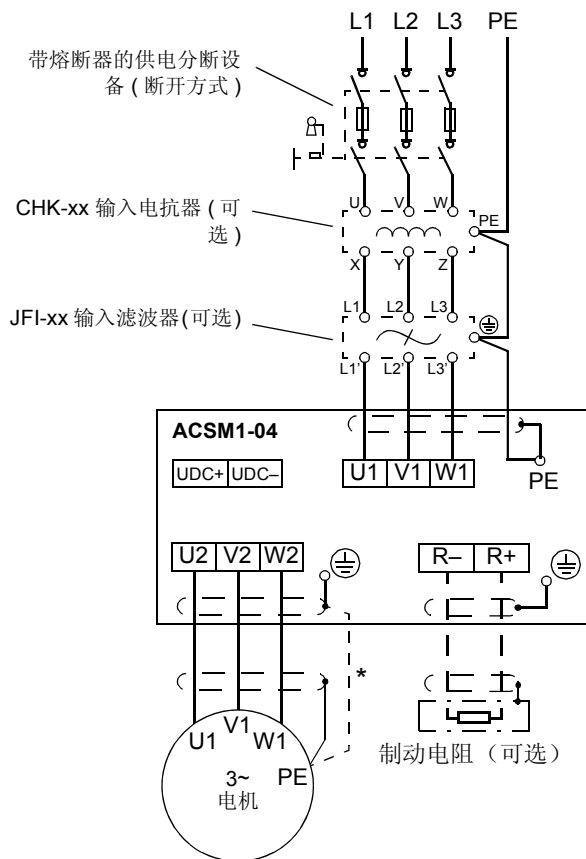 L1 L2 L3 PE
带熔断器的供电分断设
备 ( 断开方式 )
U V W
PE
CHK-xx 输入电抗器 ( 可
选 )
X Y Z
L1 L2 L3
JFI-xx 输入滤波器(可选)
L1’ L2’ L3’
ACSM1-04
UDC+ UDC–
U1 V1 W1
PE
U2 V2 W2
R– R+
*
U1 V1 W1
PE
3~
电机
制动电阻（可选）